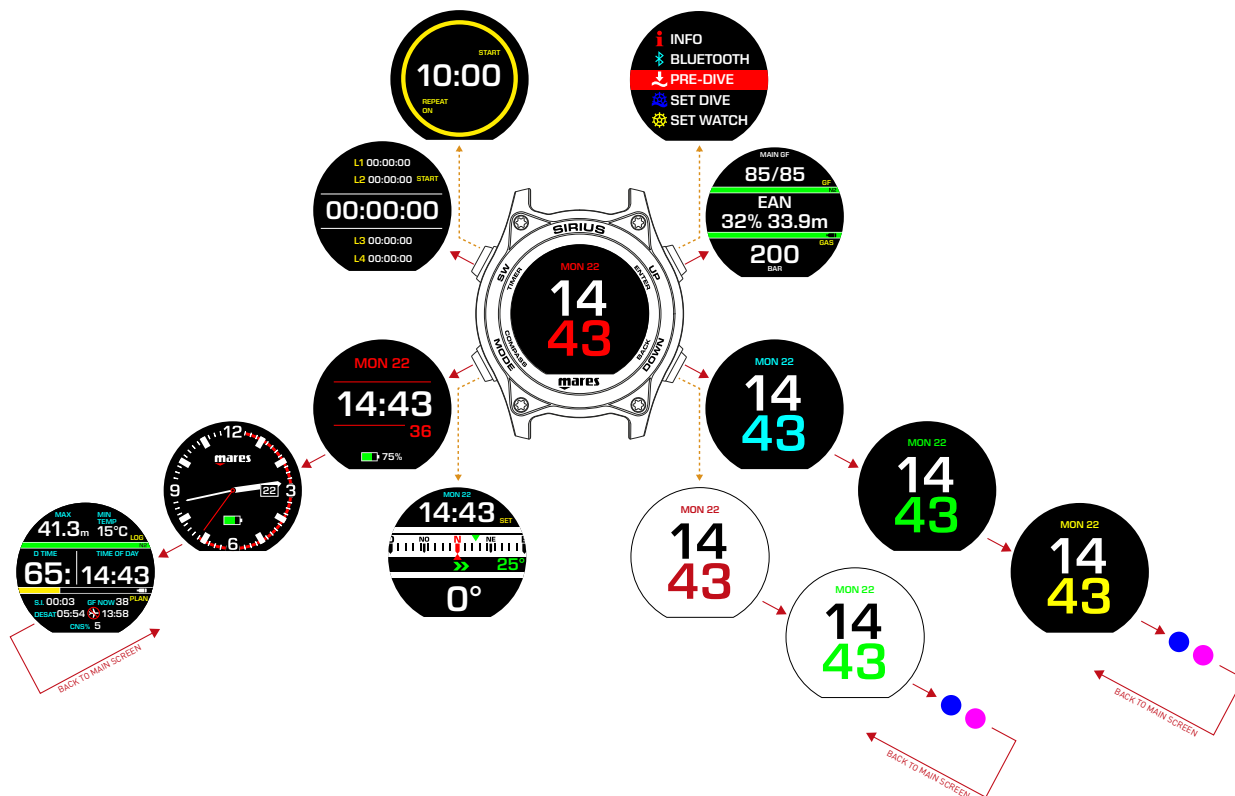 START
10:00
REPEAT
ON
INFO
BLUETOOTH
PRE-DIVE
SET DIVE
SET WATCH
L1 00:00:00
L2 00:00:00 START
00:00:00
L3 00:00:00
L4 00:00:00
MAIN GF
85/85
GF
N2
EAN
32% 33.9m
GAS
200
BAR
SIRIUS
SW
TIMER
UP
ENTER
MODE
COMPASS
DOWN
BACK
MON 22
14
43
mares
MON 22
14:43
36
75%
MON 22
14
43
12
mares
9
22
3
6
MON 22
14
43
MAX
41.3m
MIN
TEMP
15°C
LOG
N2
D TIME
TIME OF DAY
65:
14:43
PLAN
S.I. 00:03 GF NOW 38
DESAT 05:54 13:58
CNS% 5
BACK TO MAIN SCREEN
MON 22
14:43 SET
NO N NE
25°
0°
MON 22
14
43
MON 22
14
43
MON 22
14
43
BACK TO MAIN SCREEN
BACK TO MAIN SCREEN